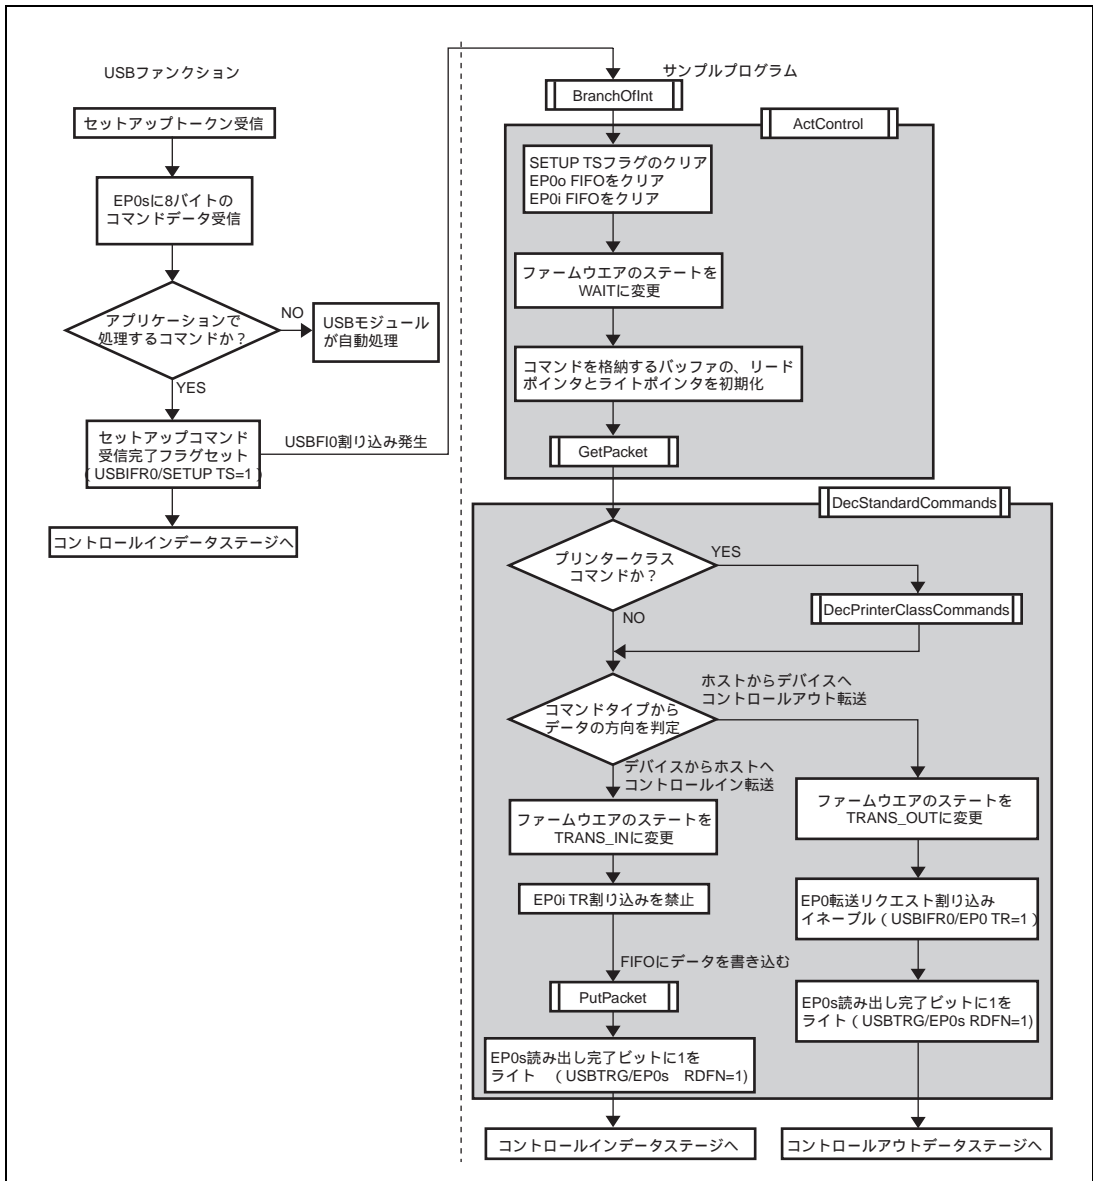 USBファンクション
セットアップトークン受信
EP0sに8バイトの
コマンドデータ受信
アプリケーションで
処理するコマンドか？
NO
USBモジュール
が自動処理
YES
セットアップコマンド
受信完了フラグセット
（USBIFR0/SETUP TS=1）
USBFI0割り込み発生
コントロールインデータステージへ
サンプルプログラム
BranchOfInt
ActControl
SETUP TSフラグのクリア
EP0o FIFOをクリア
EP0i FIFOをクリア
ファームウエアのステートを
WAITに変更
コマンドを格納するバッファの、リード
ポインタとライトポインタを初期化
GetPacket
DecStandardCommands
プリンタークラス
コマンドか？
YES
DecPrinterClassCommands
NO
コマンドタイプから
データの方向を判定
ホストからデバイスへ
コントロールアウト転送
デバイスからホストへ
コントロールイン転送
ファームウエアのステートを
TRANS_INに変更
EP0i TR割り込みを禁止
FIFOにデータを書き込む
PutPacket
EP0s読み出し完了ビットに1を
ライト （USBTRG/EP0s RDFN=1)
コントロールインデータステージへ
ファームウエアのステートを
TRANS_OUTに変更
EP0転送リクエスト割り込み
イネーブル（USBIFR0/EP0 TR=1）
EP0s読み出し完了ビットに1を
ライト（USBTRG/EP0s RDFN=1)
コントロールアウトデータステージへ